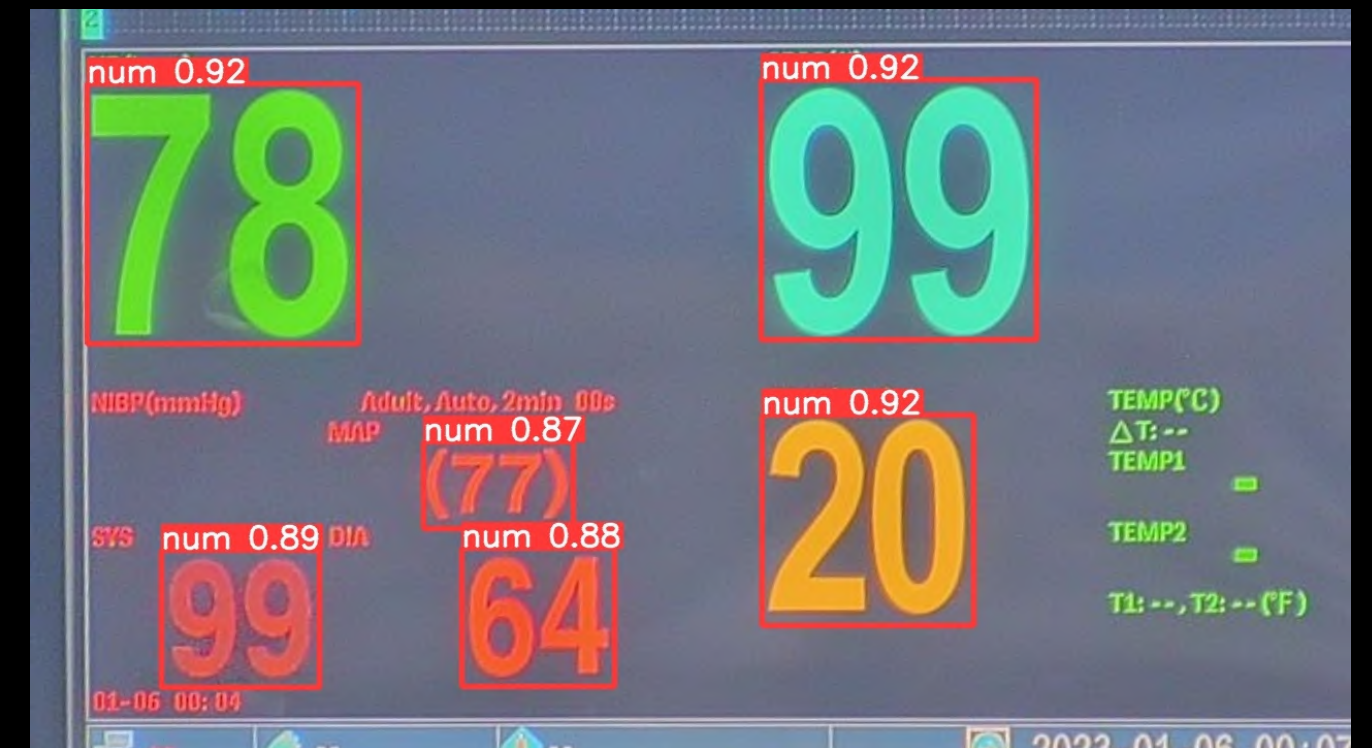 2
num 0.92
num 0.92
78
99
NIBP(mmHg)
Adult, Auto, 2min 00s
num 0.92
TEMP(°C)
MAP
num 0.87
△T: --
(77)
20
TEMP1
SYS
num 0.89
DIA
num 0.88
TEMP2
99
64
T1: --, T2: -- (°F)
01-06 00:04
2023-01-06 00:07